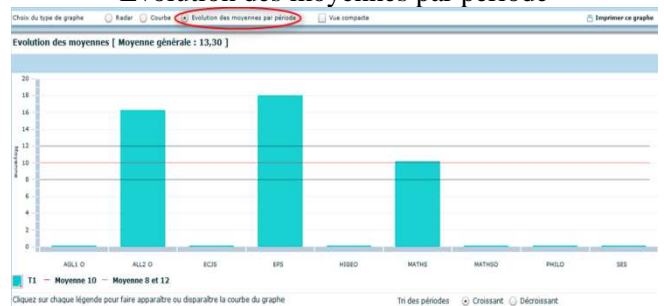 Evolution des moyennes par période
Choix du type de graphe Radar Courbe Evolution des moyennes par période Vue compacte Imprimer ce graphe
Evolution des moyennes [ Moyenne générale : 13,30 ]
20
18
16
14
12
10
8
6
4
2
0
AGL1 O ALL2 O ECJS EPS HIGEO MATHS MATHSO PHILO SES
T1 Moyenne 10 Moyenne 8 et 12
Cliquez sur chaque légende pour faire apparaître ou disparaître la courbe du graphe Tri des périodes Croissant Décroissant